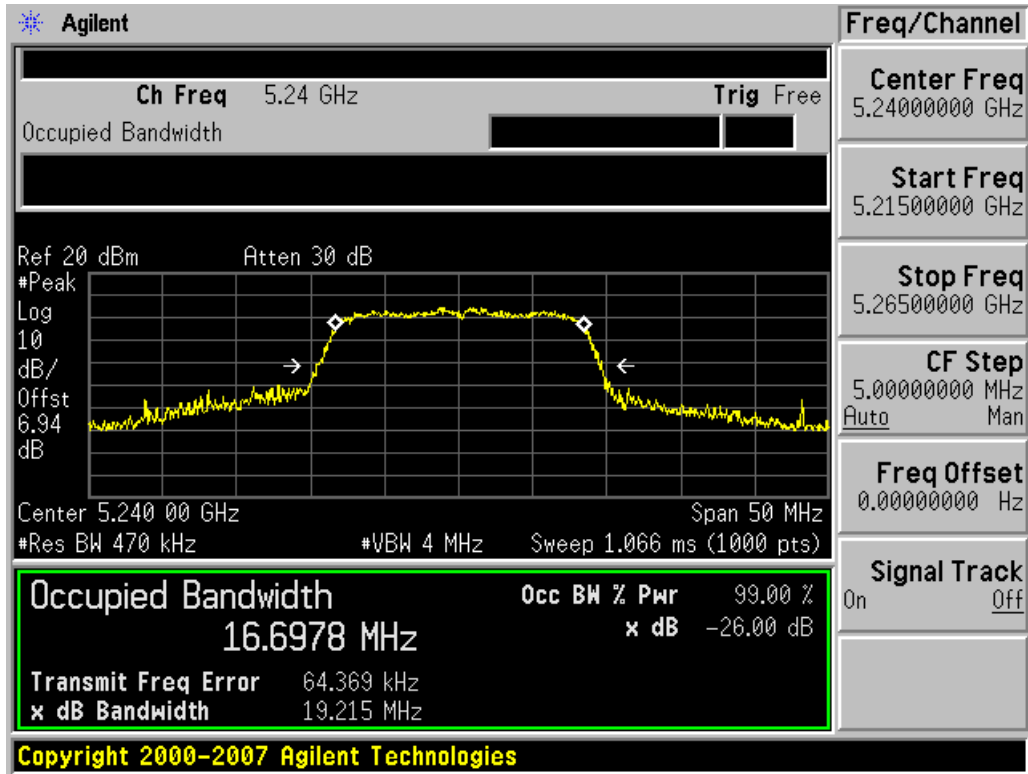 Agilent
Ch Freq 5.24 GHz Trig Free
Occupied Bandwidth
Ref 20 dBm Atten 30 dB
#Peak
Log
10
dB/
Offst
6.94
dB
Center 5.240 00 GHz Span 50 MHz
#Res BW 470 kHz #VBW 4 MHz Sweep 1.066 ms (1000 pts)
Occupied Bandwidth
16.6978 MHz
Occ BW % Pwr 99.00 %
x dB -26.00 dB
Transmit Freq Error 64.369 kHz
x dB Bandwidth 19.215 MHz
Copyright 2000-2007 Agilent Technologies
Freq/Channel
Center Freq
5.24000000 GHz
Start Freq
5.21500000 GHz
Stop Freq
5.26500000 GHz
CF Step
5.00000000 MHz
Auto Man
Freq Offset
0.00000000 Hz
Signal Track
On Off